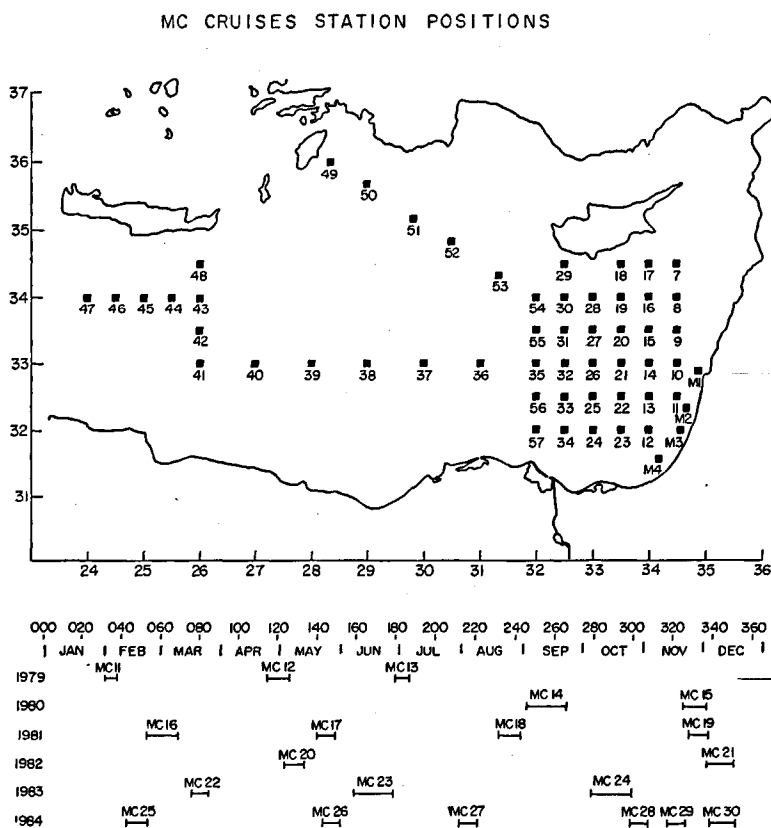 MC CRUISES STATION POSITIONS
37
36
49
50
35
51
52
48
29 18 17 7
53
34
47 46 45 44 43
54 30 28 19 16 8
42
55 31 27 20 15 9
33
41 40 39 38 37 36 35 32 26 21 14 10
M1
56 33 25 22 13 11
M2
32
57 34 24 23 12 M3
M4
31
24 25 26 27 28 29 30 31 32 33 34 35 36
000 020 040 060 080 100 120 140 160 180 200 220 240 260 280 300 320 340 360
JAN FEB MAR APR MAY JUN JUL AUG SEP OCT NOV DEC
1979 MC11 MC12 MC13
1980 MC14 MC15
1981 MC16 MC17 MC18 MC19
1982 MC20 MC21
1983 MC22 MC23 MC24
1984 MC25 MC26 MC27 MC28 MC29 MC30